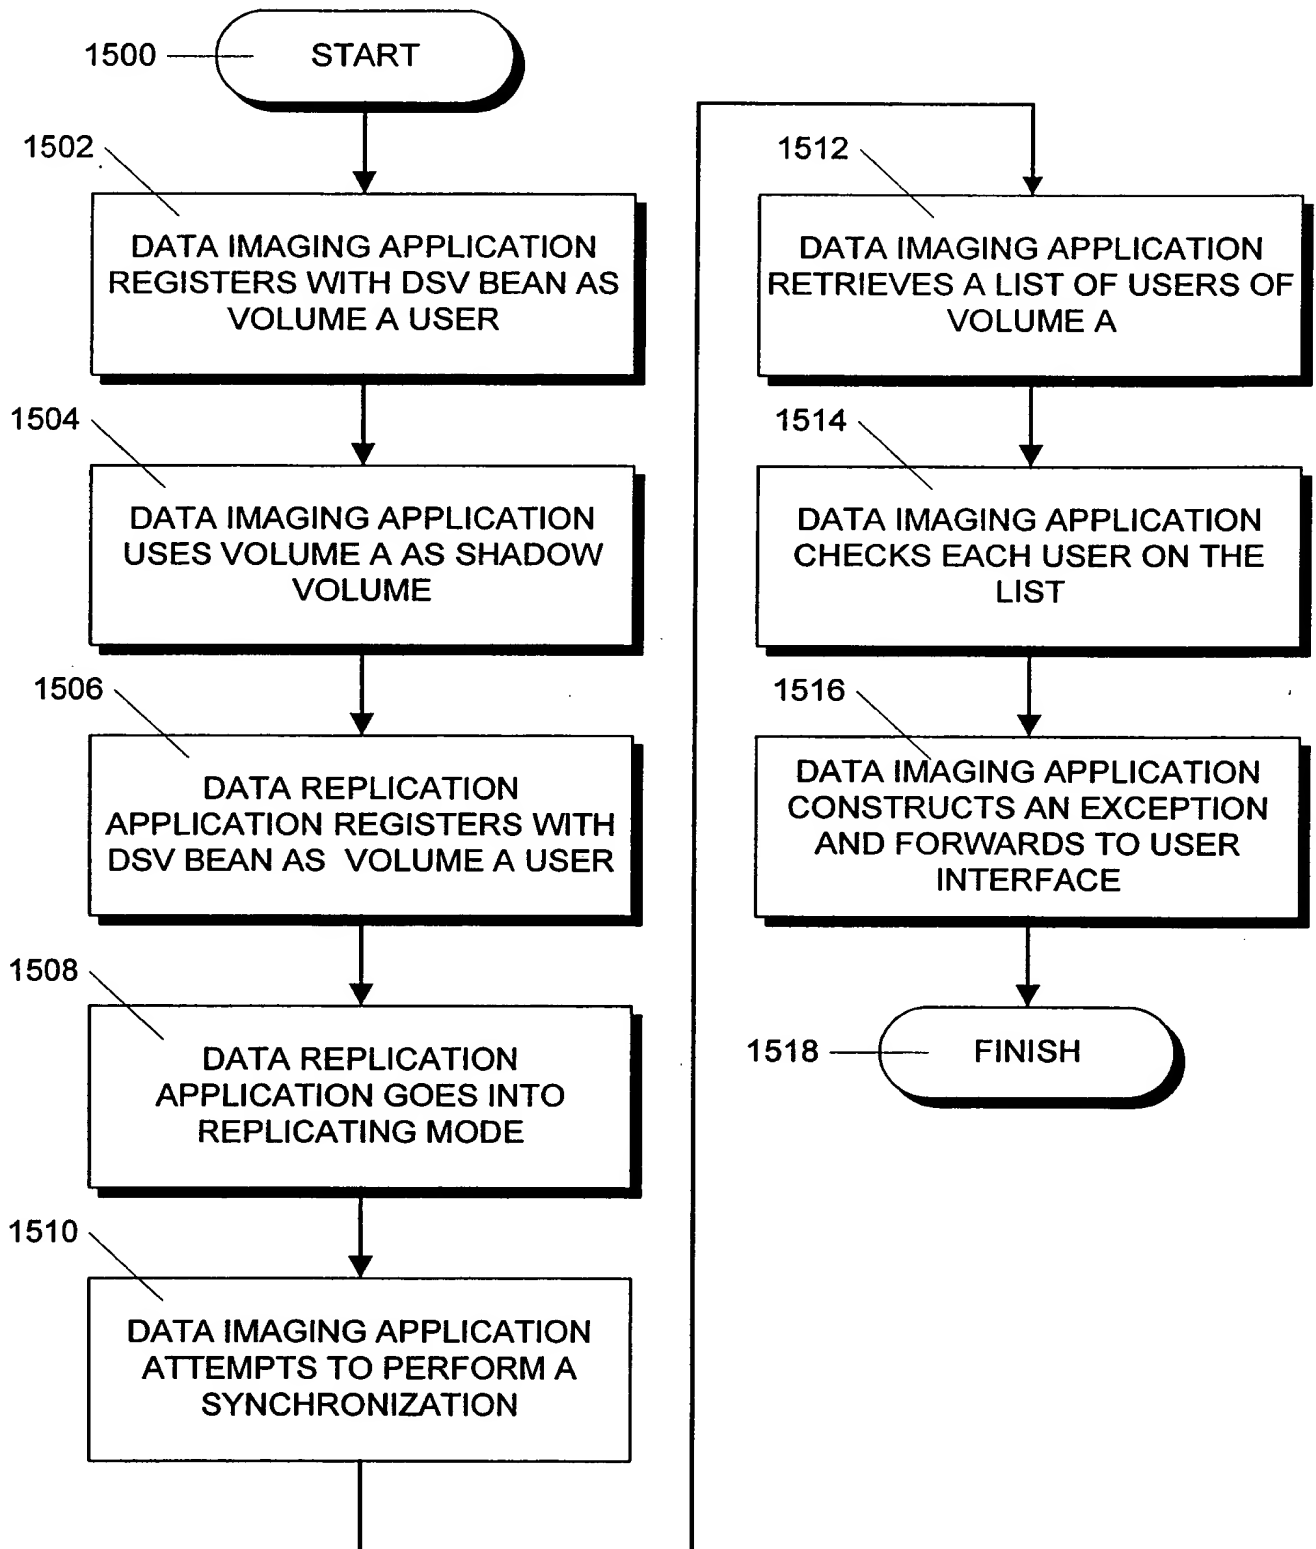 1500
START
1502
DATA IMAGING APPLICATION
REGISTERS WITH DSV BEAN AS
VOLUME A USER
1504
DATA IMAGING APPLICATION
USES VOLUME A AS SHADOW
VOLUME
1506
DATA REPLICATION
APPLICATION REGISTERS WITH
DSV BEAN AS VOLUME A USER
1508
DATA REPLICATION
APPLICATION GOES INTO
REPLICATING MODE
1510
DATA IMAGING APPLICATION
ATTEMPTS TO PERFORM A
SYNCHRONIZATION
1512
DATA IMAGING APPLICATION
RETRIEVES A LIST OF USERS OF
VOLUME A
1514
DATA IMAGING APPLICATION
CHECKS EACH USER ON THE
LIST
1516
DATA IMAGING APPLICATION
CONSTRUCTS AN EXCEPTION
AND FORWARDS TO USER
INTERFACE
1518
FINISH